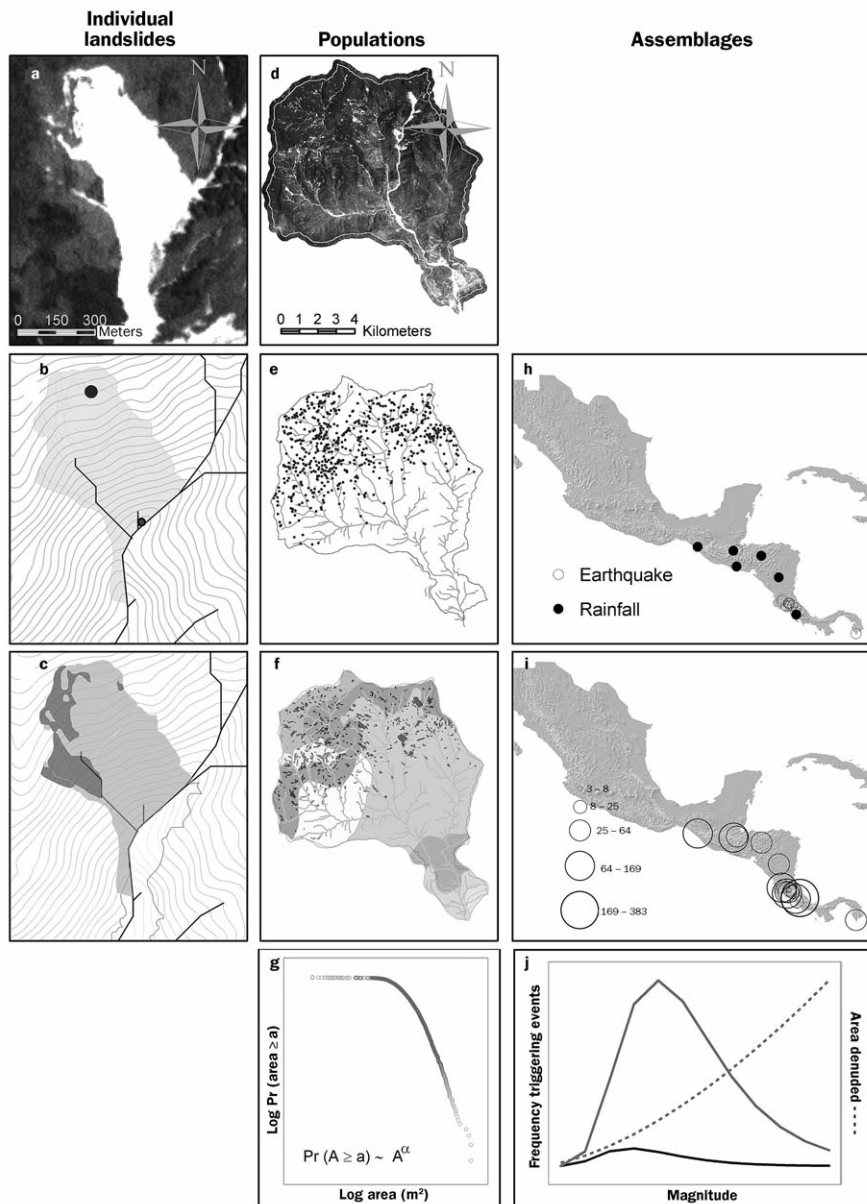 Individual
landslides
Populations
Assemblages
a
N
0 150 300
Meters
d
N
0 1 2 3 4
Kilometers
b
e
h
Earthquake
Rainfall
c
f
i
3 – 8
8 – 25
25 – 64
64 – 169
169 – 383
g
Log Pr (area ≥ a)
Pr (A ≥ a) ~ A^α
Log area (m²)
j
Frequency triggering events
Area denuded
Magnitude